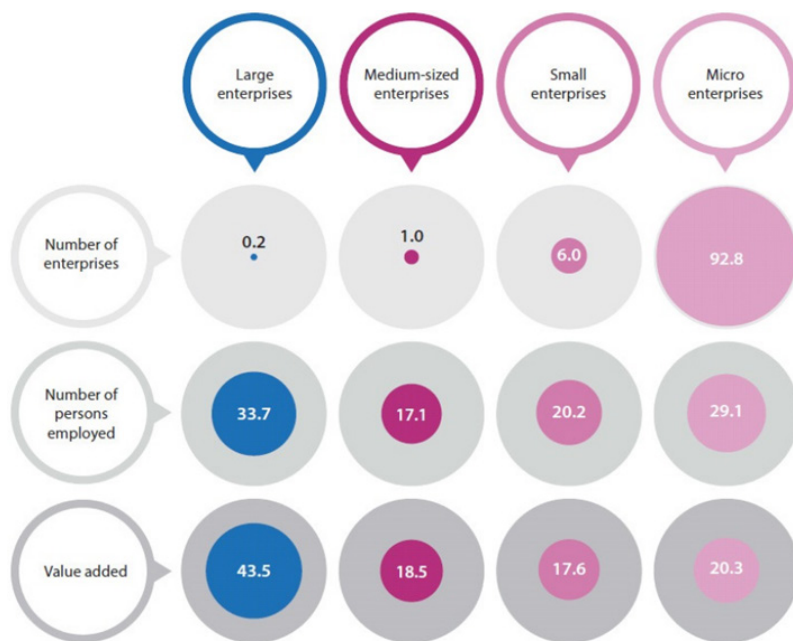 Large
enterprises
Medium-sized
enterprises
Small
enterprises
Micro
enterprises
Number of
enterprises
0.2
1.0
6.0
92.8
Number of
persons
employed
33.7
17.1
20.2
29.1
Value added
43.5
18.5
17.6
20.3